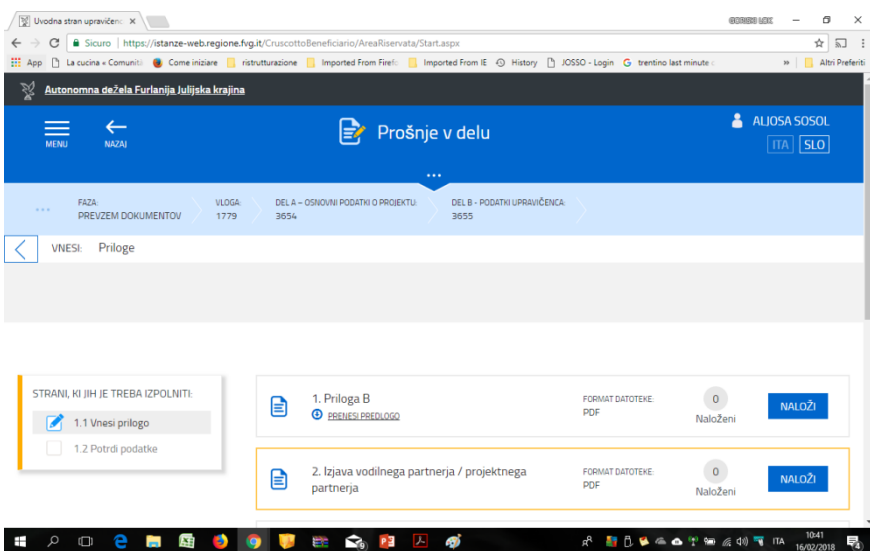 Uvodna stran upravičenc
Sicuro https://istanze-web.regione.fvg.it/CruscottoBeneficiario/AreaRiservata/Start.aspx
App La cucina « Comunità Come iniziare ristrutturazione Imported From Firefo Imported From IE History JOSSO - Login trentino last minute c » Altri Preferiti
Autonomna dežela Furlanija Julijska krajina
MENU NAZAJ Prošnje v delu ALJOSA SOSOL
ITA SLO
FAZA: VLOGA: DEL A – OSNOVNI PODATKI O PROJEKTU: DEL B - PODATKI UPRAVIČENCA:
PREVZEM DOKUMENTOV 1779 3654 3655
VNESI: Priloge
STRANI, KI JIH JE TREBA IZPOLNITI:
1.1 Vnesi prilogo
1.2 Potrdi podatke
1. Priloga B
PRENESI PREDLOGO
FORMAT DATOTEKE:
PDF
0
Naloženi
NALOŽI
2. Izjava vodilnega partnerja / projektnega
partnerja
FORMAT DATOTEKE:
PDF
0
Naloženi
NALOŽI
ITA 10:41
16/02/2018